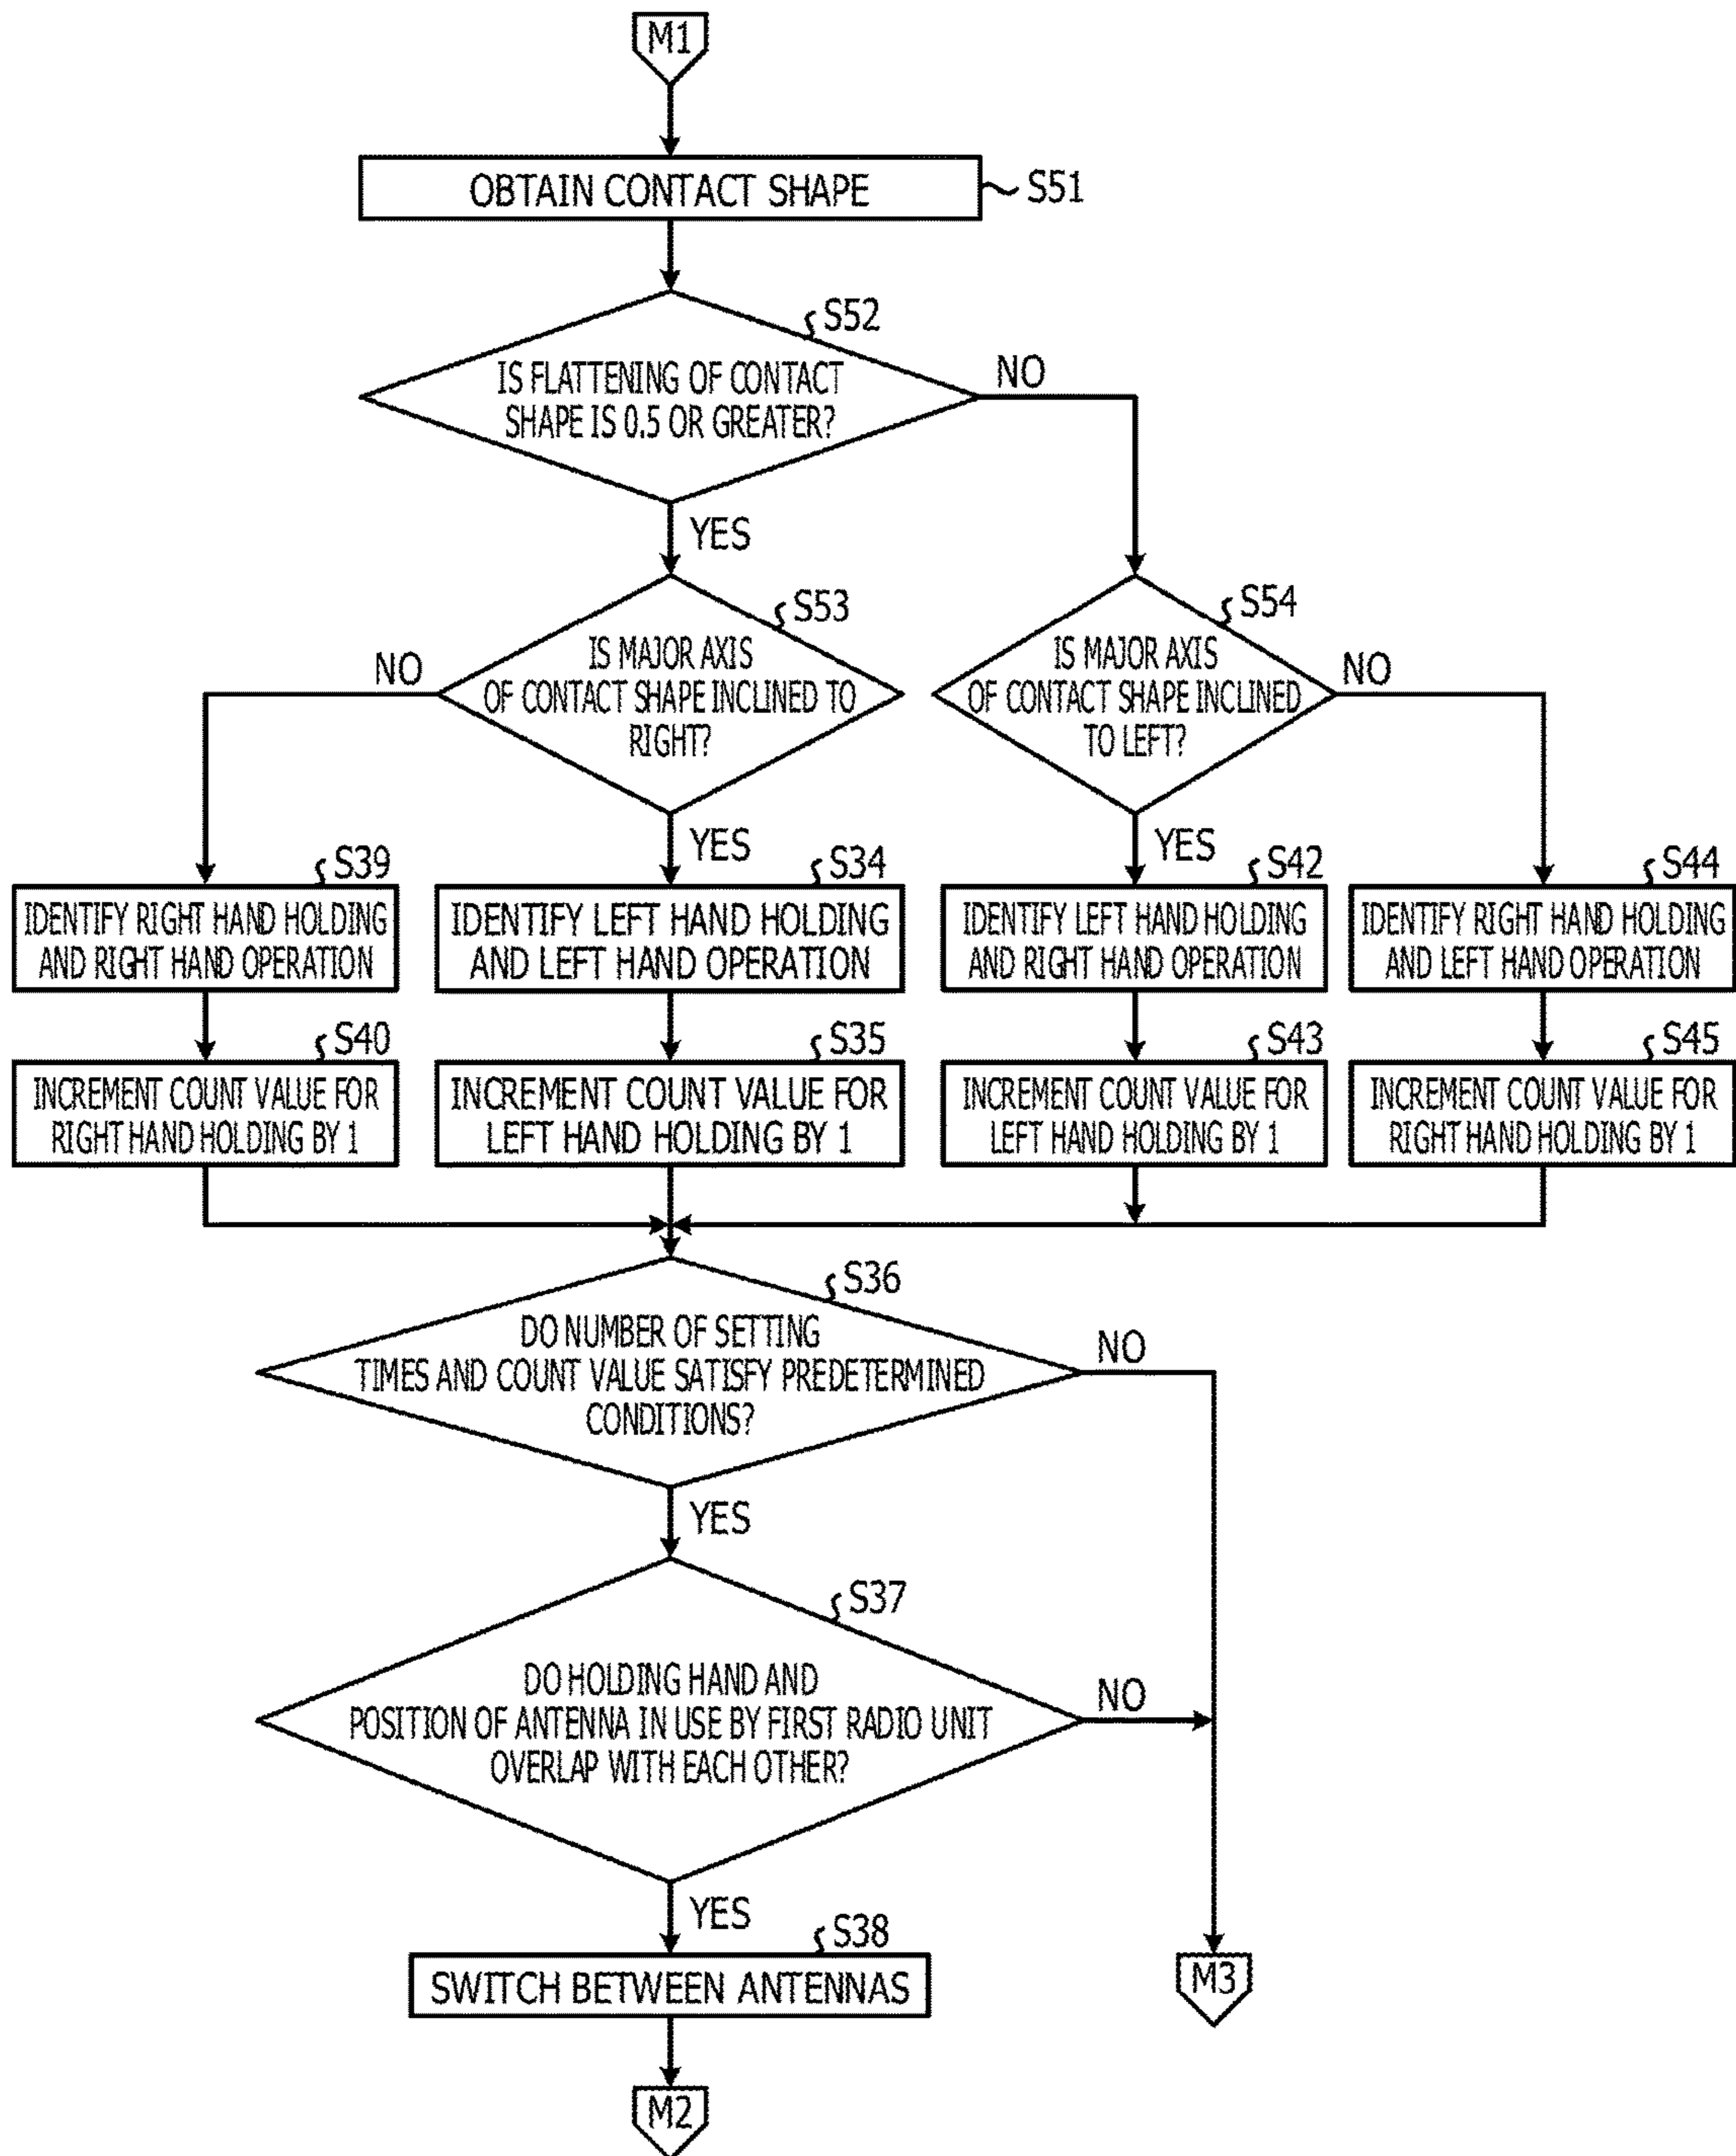 M1
OBTAIN CONTACT SHAPE
S51
S52
IS FLATTENING OF CONTACT
SHAPE IS 0.5 OR GREATER?
NO
YES
S53
IS MAJOR AXIS
OF CONTACT SHAPE INCLINED TO
RIGHT?
NO
YES
S54
IS MAJOR AXIS
OF CONTACT SHAPE INCLINED
TO LEFT?
NO
YES
S39
IDENTIFY RIGHT HAND HOLDING
AND RIGHT HAND OPERATION
S34
IDENTIFY LEFT HAND HOLDING
AND LEFT HAND OPERATION
S42
IDENTIFY LEFT HAND HOLDING
AND RIGHT HAND OPERATION
S44
IDENTIFY RIGHT HAND HOLDING
AND LEFT HAND OPERATION
S40
INCREMENT COUNT VALUE FOR
RIGHT HAND HOLDING BY 1
S35
INCREMENT COUNT VALUE FOR
LEFT HAND HOLDING BY 1
S43
INCREMENT COUNT VALUE FOR
LEFT HAND HOLDING BY 1
S45
INCREMENT COUNT VALUE FOR
RIGHT HAND HOLDING BY 1
S36
DO NUMBER OF SETTING
TIMES AND COUNT VALUE SATISFY PREDETERMINED
CONDITIONS?
NO
YES
S37
DO HOLDING HAND AND
POSITION OF ANTENNA IN USE BY FIRST RADIO UNIT
OVERLAP WITH EACH OTHER?
NO
YES
S38
SWITCH BETWEEN ANTENNAS
M3
M2